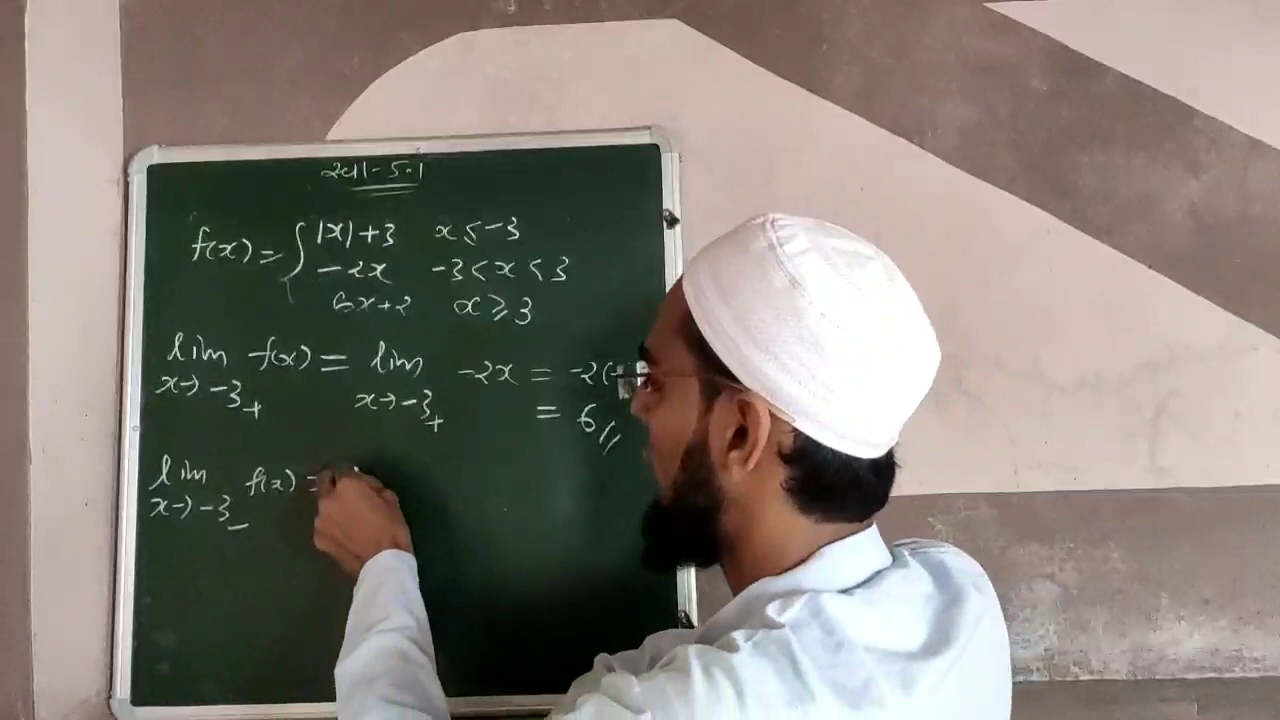 2011-5.1
f(x) = { |x|+3 x ≤ -3
-2x -3 < x < 3
6x+2 x ≥ 3
lim f(x) = lim -2x = -2(-
x→-3+ x→-3+ = 6//
lim f(x) =
x→-3-